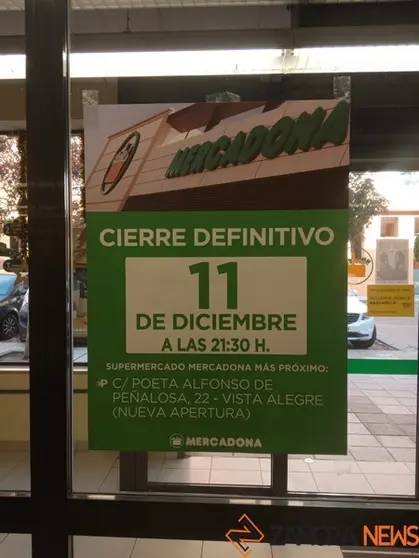 MERCADONA
CIERRE DEFINITIVO
11
DE DICIEMBRE
A LAS 21:30 H.
SUPERMERCADO MERCADONA MÁS PRÓXIMO:
P C/ POETA ALFONSO DE
PEÑALOSA, 22 - VISTA ALEGRE
(NUEVA APERTURA)
MERCADONA
ZAMORA NEWS